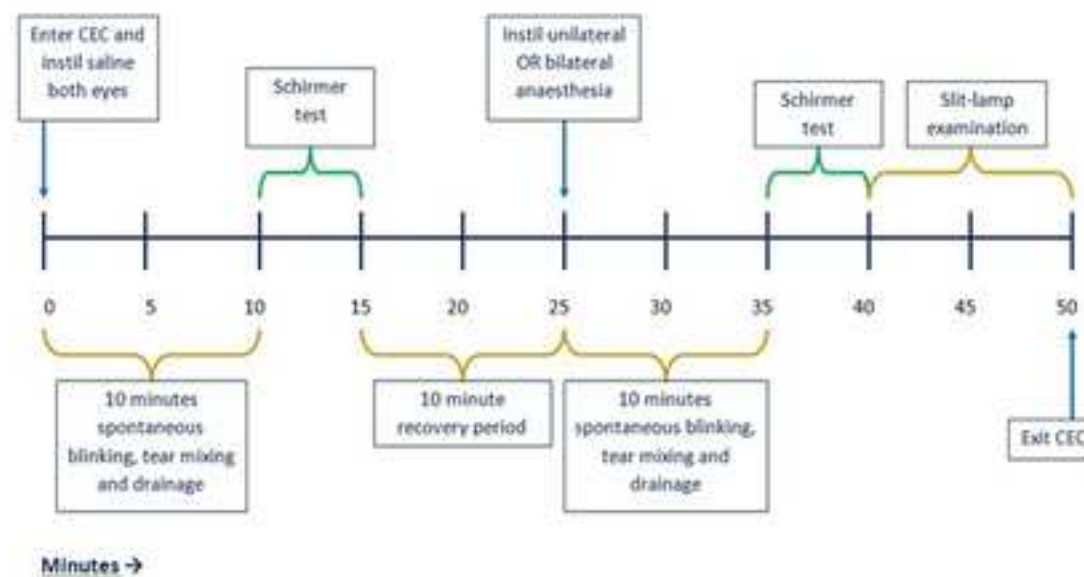 Enter CEC and
instil saline
both eyes
Schirmer
test
Instil unilateral
OR bilateral
anaesthesia
Schirmer
test
Slit-lamp
examination
0 5 10 15 20 25 30 35 40 45 50
10 minutes
spontaneous
blinking, tear mixing
and drainage
10 minute
recovery period
10 minutes
spontaneous blinking,
tear mixing and
drainage
Exit CEC
Minutes →